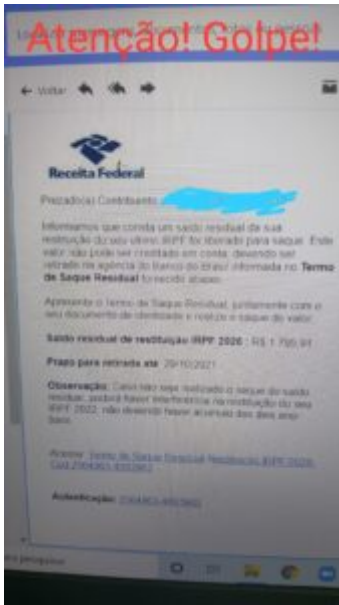 Atenção! Golpe!
← Voltar
Receita Federal
Prezado(a) Contribuinte
Informamos que consta um saldo residual da sua
restituição do seu último IRPF foi liberado para saque. Este
valor não pode ser creditado em conta, devendo ser
retirado na agência do Banco do Brasil informada no Termo
de Saque Residual fornecido abaixo.
Apresente o Termo de Saque Residual, juntamente com o
seu documento de identidade e realize o saque do valor.
Saldo residual de restituição IRPF 2020 : R$ 1.795,91
Prazo para retirada até 29/10/2021
Observação: Caso não seja realizado o saque do saldo
residual, poderá haver interferência na restituição do seu
IRPF 2022, não devendo haver acúmulo dos dois ano-
base.
Acesse: Termo de Saque Residual
Autenticação:
pesquisar